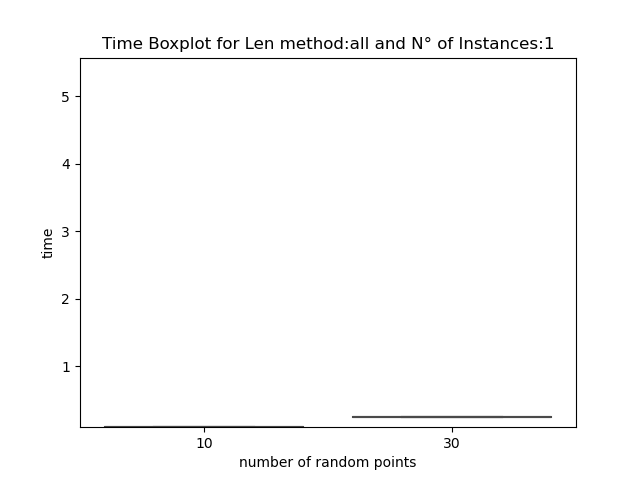 Time Boxplot for Len method:all and N° of Instances:1
5
4
3
2
1
time
10 30
number of random points